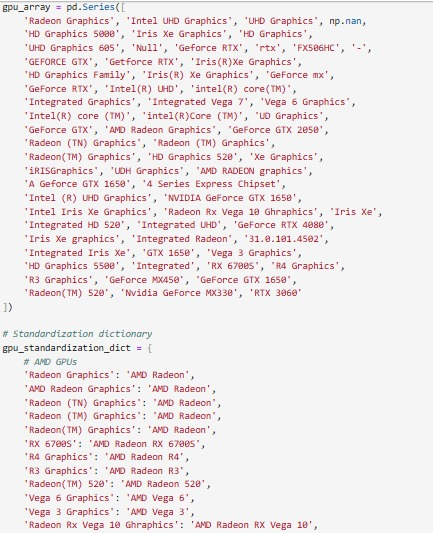 gpu_array = pd.Series([
    'Radeon Graphics', 'Intel UHD Graphics', 'UHD Graphics', np.nan,
    'HD Graphics 5000', 'Iris Xe Graphics', 'HD Graphics',
    'UHD Graphics 605', 'Null', 'Geforce RTX', 'rtx', 'FX506HC', '-',
    'GEFORCE GTX', 'Getforce RTX', 'Iris(R)Xe Graphics',
    'HD Graphics Family', 'Iris(R) Xe Graphics', 'GeForce mx',
    'GeForce RTX', 'Intel(R) UHD', 'intel(R) core(TM)',
    'Integrated Graphics', 'Integrated Vega 7', 'Vega 6 Graphics',
    'Intel(R) core (TM)', 'intel(R)Core (TM)', 'UD Graphics',
    'GeForce GTX', 'AMD Radeon Graphics', 'GeForce GTX 2050',
    'Radeon (TN) Graphics', 'Radeon (TM) Graphics',
    'Radeon(TM) Graphics', 'HD Graphics 520', 'Xe Graphics',
    'iRISGraphics', 'UDH Graphics', 'AMD RADEON graphics',
    'A Geforce GTX 1650', '4 Series Express Chipset',
    'Intel (R) UHD Graphics', 'NVIDIA GeForce GTX 1650',
    'Intel Iris Xe Graphics', 'Radeon Rx Vega 10 Ghraphics', 'Iris Xe',
    'Integrated HD 520', 'Integrated UHD', 'GeForce RTX 4080',
    'Iris Xe graphics', 'Integrated Radeon', '31.0.101.4502',
    'Integrated Iris Xe', 'GTX 1650', 'Vega 3 Graphics',
    'HD Graphics 5500', 'Integrated', 'RX 6700S', 'R4 Graphics',
    'R3 Graphics', 'GeForce MX450', 'GeForce GTX 1650',
    'Radeon(TM) 520', 'Nvidia GeForce MX330', 'RTX 3060'
])
# Standardization dictionary
gpu_standardization_dict = {
    # AMD GPUs
    'Radeon Graphics': 'AMD Radeon',
    'AMD Radeon Graphics': 'AMD Radeon',
    'Radeon (TN) Graphics': 'AMD Radeon',
    'Radeon (TM) Graphics': 'AMD Radeon',
    'Radeon(TM) Graphics': 'AMD Radeon',
    'RX 6700S': 'AMD Radeon RX 6700S',
    'R4 Graphics': 'AMD Radeon R4',
    'R3 Graphics': 'AMD Radeon R3',
    'Radeon(TM) 520': 'AMD Radeon 520',
    'Vega 6 Graphics': 'AMD Vega 6',
    'Vega 3 Graphics': 'AMD Vega 3',
    'Radeon Rx Vega 10 Ghraphics': 'AMD Radeon RX Vega 10',